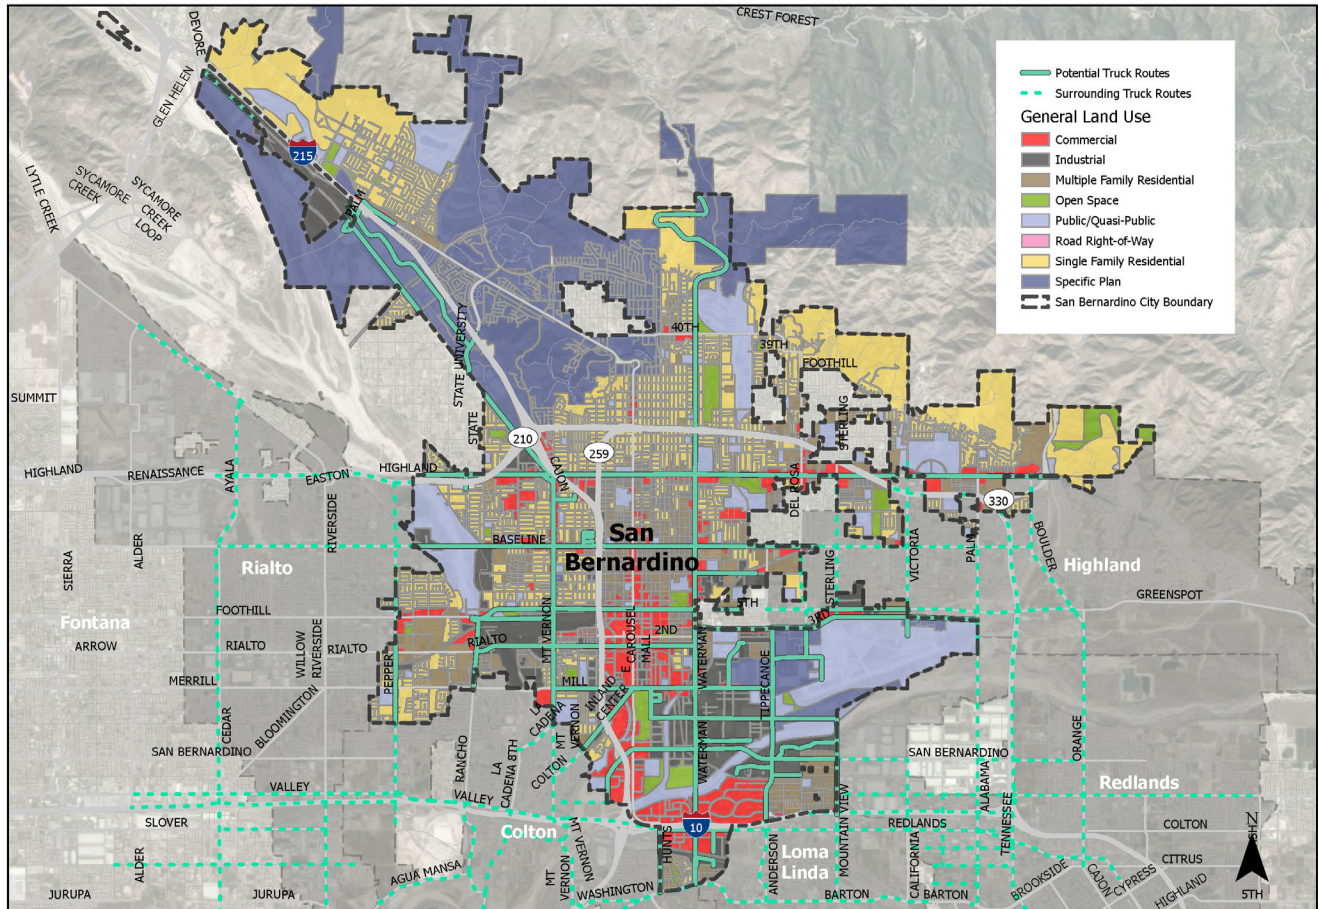 CREST FOREST
DEVORE
GLEN HELEN
215
LYTLE CREEK
SYCAMORE
CREEK
SYCAMORE
CREEK
LOOP
PALM
Potential Truck Routes
Surrounding Truck Routes
General Land Use
Commercial
Industrial
Multiple Family Residential
Open Space
Public/Quasi-Public
Road Right-of-Way
Single Family Residential
Specific Plan
San Bernardino City Boundary
STATE UNIVERSITY
40TH
39TH
FOOTHILL
SUMMIT
STATE
210
259
CAJON
STERLING
DEL ROSA
HIGHLAND
RENAISSANCE
AYALA
EASTON
HIGHLAND
330
SIERRA
ALDER
RIVERSIDE
BASELINE
San
Bernardino
VICTORIA
PALM
BOULDER
Rialto
Highland
STERLING
FOOTHILL
5TH
GREENSPOT
Fontana
3RD
ARROW
RIALTO
WILLOW
RIVERSIDE
RIALTO
RIALTO
MT VERNON
2ND
E
CAROUSEL
MALL
WATERMAN
TIPPECANOE
MERRILL
PEPPER
MILL
INLAND
CENTER
LA
CADENA
MT
VERNON
CEDAR
BLOOMINGTON
SAN BERNARDINO
RANCHO
LA
CADENA 8TH
COLTON
WATERMAN
SAN BERNARDINO
ORANGE
ALABAMA
VALLEY
VALLEY
Redlands
SLOVER
Colton
10
MOUNTAIN VIEW
REDLANDS
TENNESSEE
COLTON
ALDER
MT VERNON
HUNTS
Loma
Linda
CITRUS
AGUA MANSA
MT
VERNON
ANDERSON
CALIFORNIA
BROOKSIDE
CAJON
CYPRESS
HIGHLAND
JURUPA
JURUPA
WASHINGTON
BARTON
BARTON
5TH
N